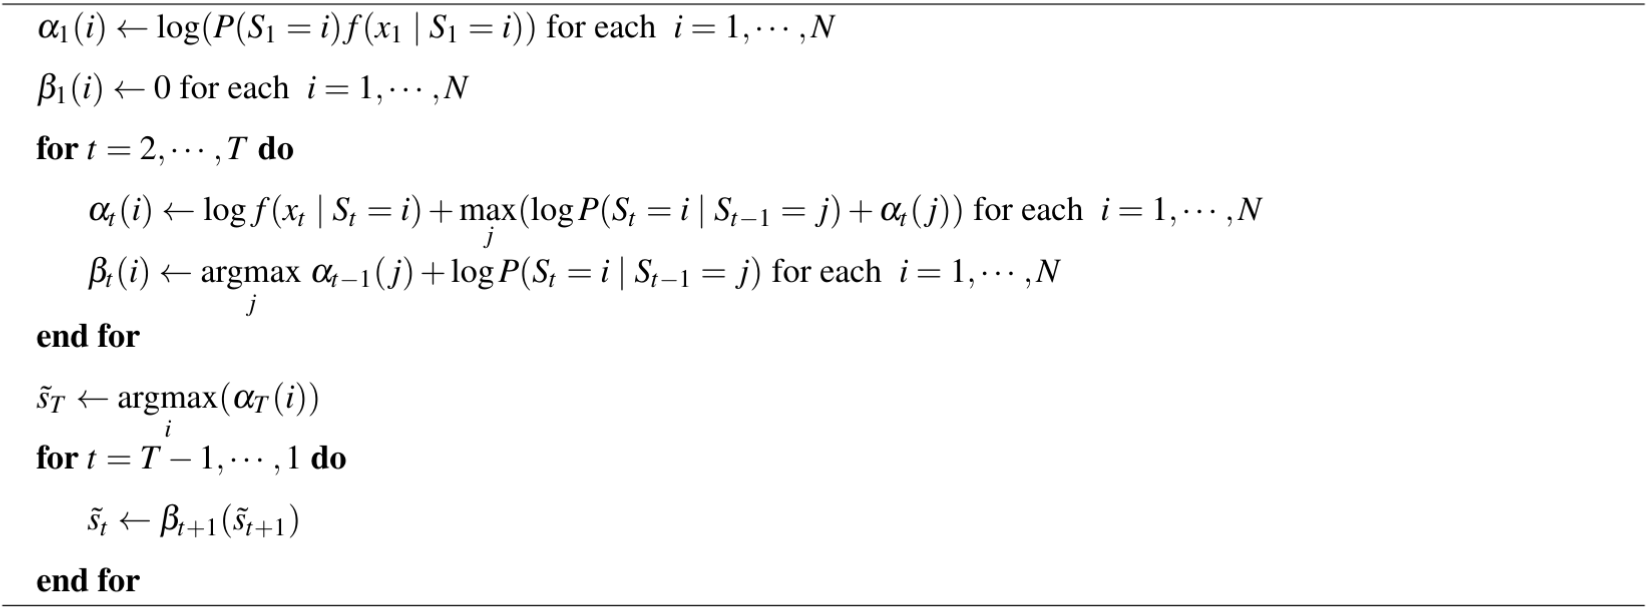 α₁(i) ← log(P(S₁ = i) f(x₁ | S₁ = i)) for each i = 1, ⋯ , N
β₁(i) ← 0 for each i = 1, ⋯ , N
for t = 2, ⋯ , T do
αₜ(i) ← log f(xₜ | Sₜ = i) + max_j(log P(Sₜ = i | Sₜ₋₁ = j) + αₜ(j)) for each i = 1, ⋯ , N
βₜ(i) ← argmax_j αₜ₋₁(j) + log P(Sₜ = i | Sₜ₋₁ = j) for each i = 1, ⋯ , N
end for
s̃_T ← argmax_i(α_T(i))
for t = T − 1, ⋯ , 1 do
s̃ₜ ← βₜ₊₁(s̃ₜ₊₁)
end for